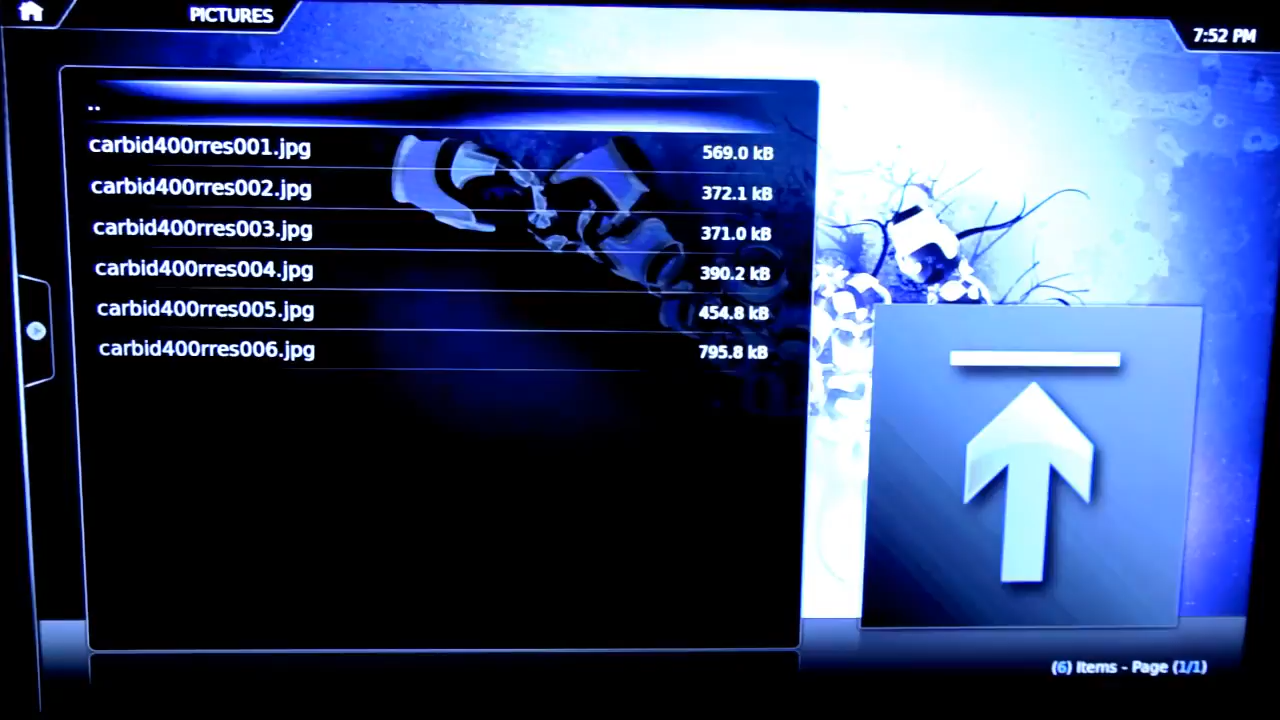 PICTURES
7:52 PM
..
carbid400rres001.jpg 569.0 kB
carbid400rres002.jpg 372.1 kB
carbid400rres003.jpg 371.0 kB
carbid400rres004.jpg 390.2 kB
carbid400rres005.jpg 454.8 kB
carbid400rres006.jpg 795.8 kB
(6) Items - Page (1/1)